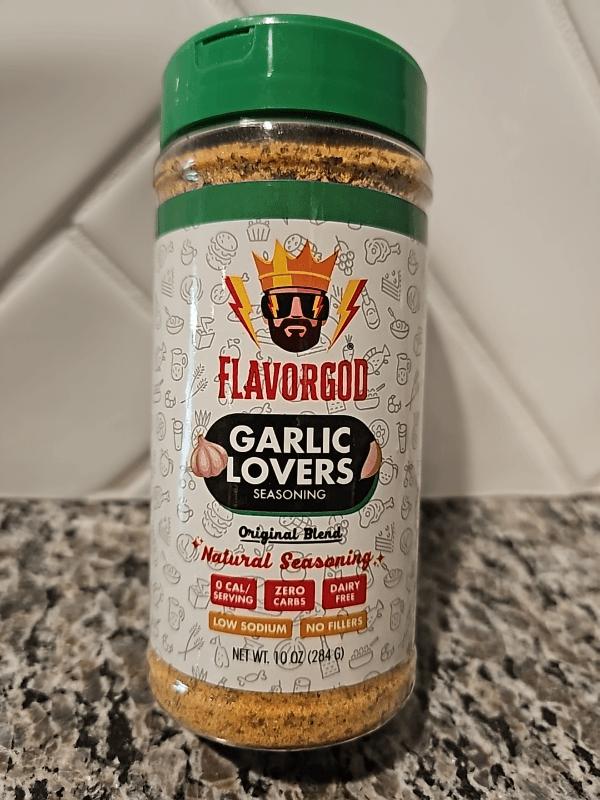 FLAVORGOD
GARLIC
LOVERS
SEASONING
Original Blend
Natural Seasoning
0 CAL/
SERVING
ZERO
CARBS
DAIRY
FREE
LOW SODIUM
NO FILLERS
NET WT. 10 OZ (284 G)